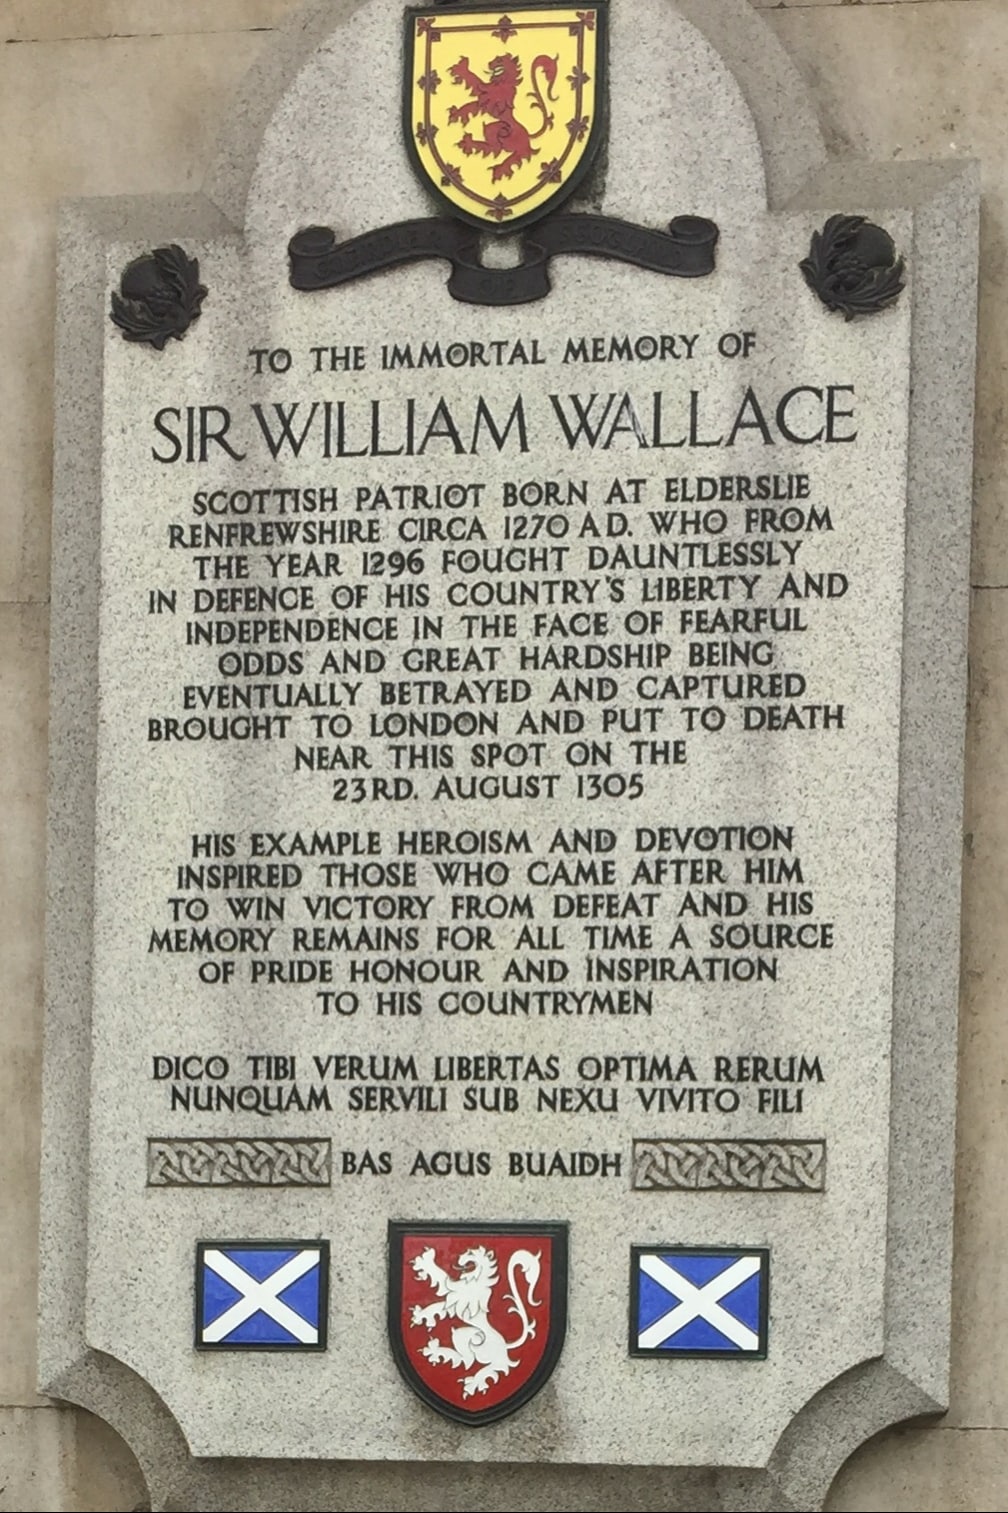 TO THE IMMORTAL MEMORY OF
SIR WILLIAM WALLACE
SCOTTISH PATRIOT BORN AT ELDERSLIE
RENFREWSHIRE CIRCA 1270 A.D. WHO FROM
THE YEAR 1296 FOUGHT DAUNTLESSLY
IN DEFENCE OF HIS COUNTRY'S LIBERTY AND
INDEPENDENCE IN THE FACE OF FEARFUL
ODDS AND GREAT HARDSHIP BEING
EVENTUALLY BETRAYED AND CAPTURED
BROUGHT TO LONDON AND PUT TO DEATH
NEAR THIS SPOT ON THE
23RD. AUGUST 1305
HIS EXAMPLE HEROISM AND DEVOTION
INSPIRED THOSE WHO CAME AFTER HIM
TO WIN VICTORY FROM DEFEAT AND HIS
MEMORY REMAINS FOR ALL TIME A SOURCE
OF PRIDE HONOUR AND INSPIRATION
TO HIS COUNTRYMEN
DICO TIBI VERUM LIBERTAS OPTIMA RERUM
NUNQUAM SERVILI SUB NEXU VIVITO FILI
BAS AGUS BUAIDH